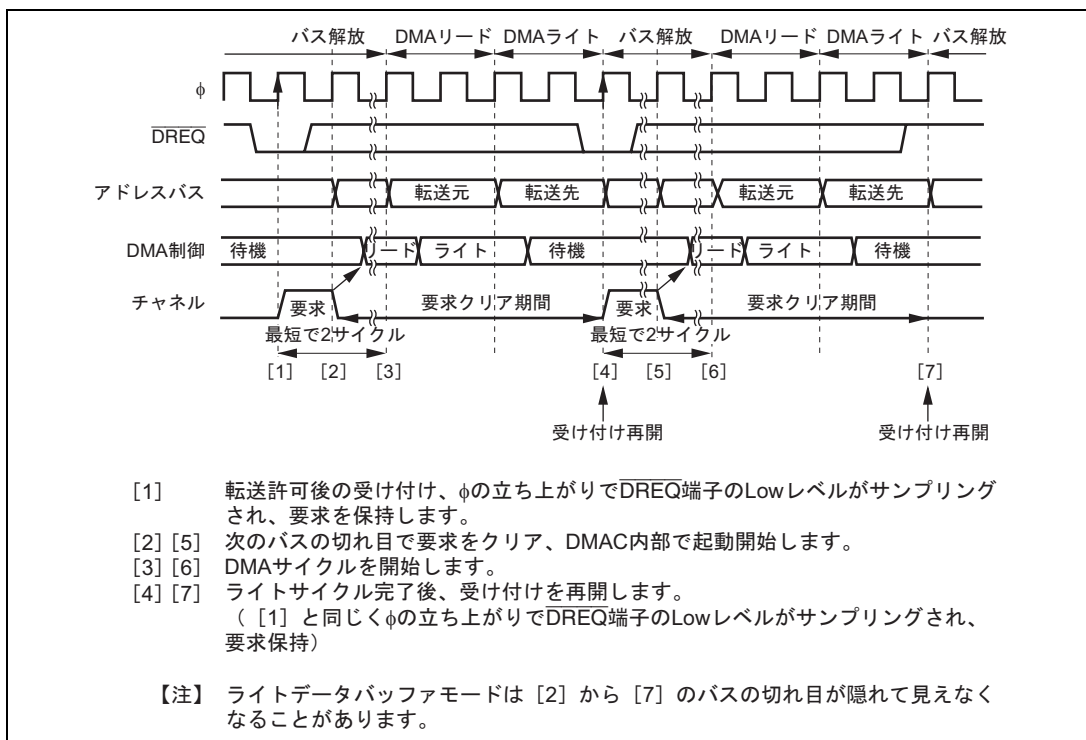 バス解放 DMAリード DMAライト バス解放 DMAリード DMAライト バス解放
φ
DREQ
アドレスバス 転送元 転送先 転送元 転送先
DMA制御 待機 リード ライト 待機 リード ライト 待機
チャネル 要求 要求クリア期間 要求 要求クリア期間
最短で2サイクル 最短で2サイクル
［1］ ［2］ ［3］ ［4］ ［5］ ［6］ ［7］
受け付け再開 受け付け再開
［1］ 転送許可後の受け付け、φの立ち上がりでDREQ端子のLowレベルがサンプリング
され、要求を保持します。
［2］［5］ 次のバスの切れ目で要求をクリア、DMAC内部で起動開始します。
［3］［6］ DMAサイクルを開始します。
［4］［7］ ライトサイクル完了後、受け付けを再開します。
（［1］と同じくφの立ち上がりでDREQ端子のLowレベルがサンプリングされ、
要求保持）
【注】 ライトデータバッファモードは［2］から［7］のバスの切れ目が隠れて見えなく
なることがあります。